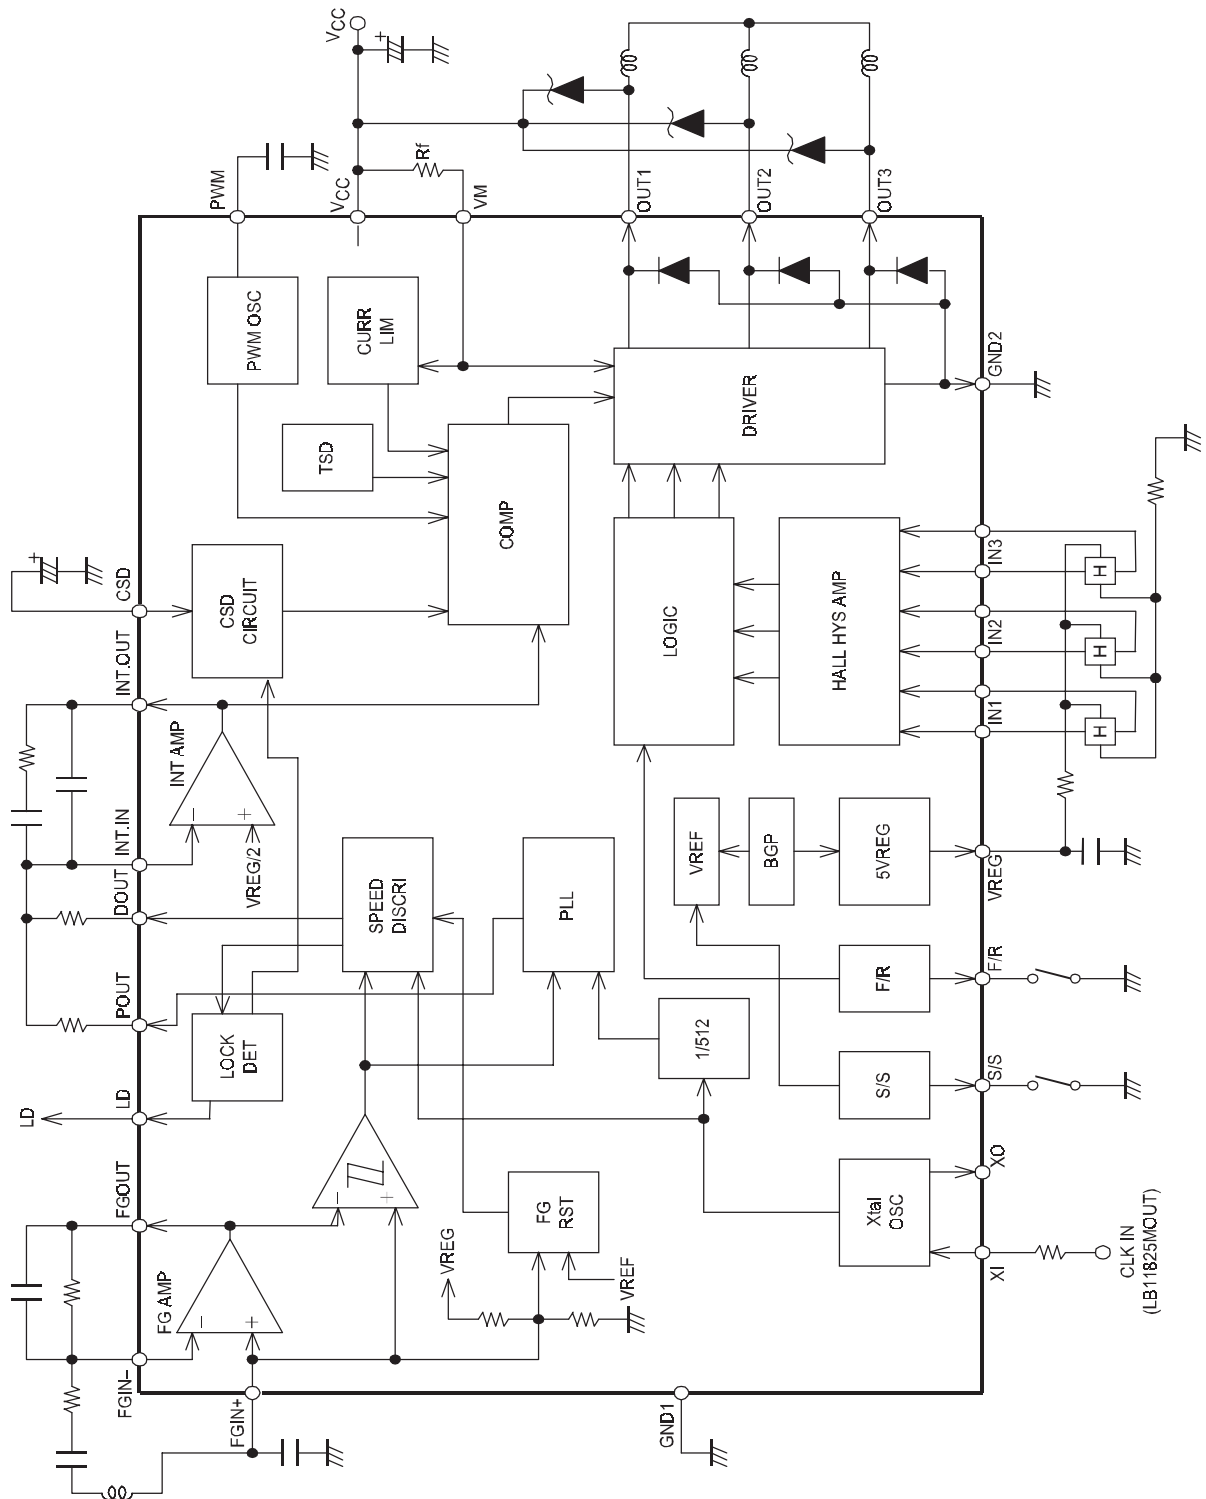 VCC
+
PWM
VCC
Rf
VM
OUT1
OUT2
OUT3
PWM OSC
CURR
LIM
TSD
COMP
DRIVER
GND2
CSD
+
CSD
CIRCUIT
INT.OUT
INT AMP
−
+
VREG/2
INT.IN
LOGIC
HALL HYS AMP
IN3
IN2
IN1
H
H
H
DOUT
SPEED
DISCRI
PLL
VREF
BGP
5VREG
VREG
POUT
LOCK
DET
1/512
F/R
F/R
LD
LD
S/S
S/S
FGOUT
−
+
FG
RST
Xtal
OSC
XO
XI
CLK IN
(LB11825MOUT)
FG AMP
−
+
VREG
VREF
FGIN−
FGIN+
GND1